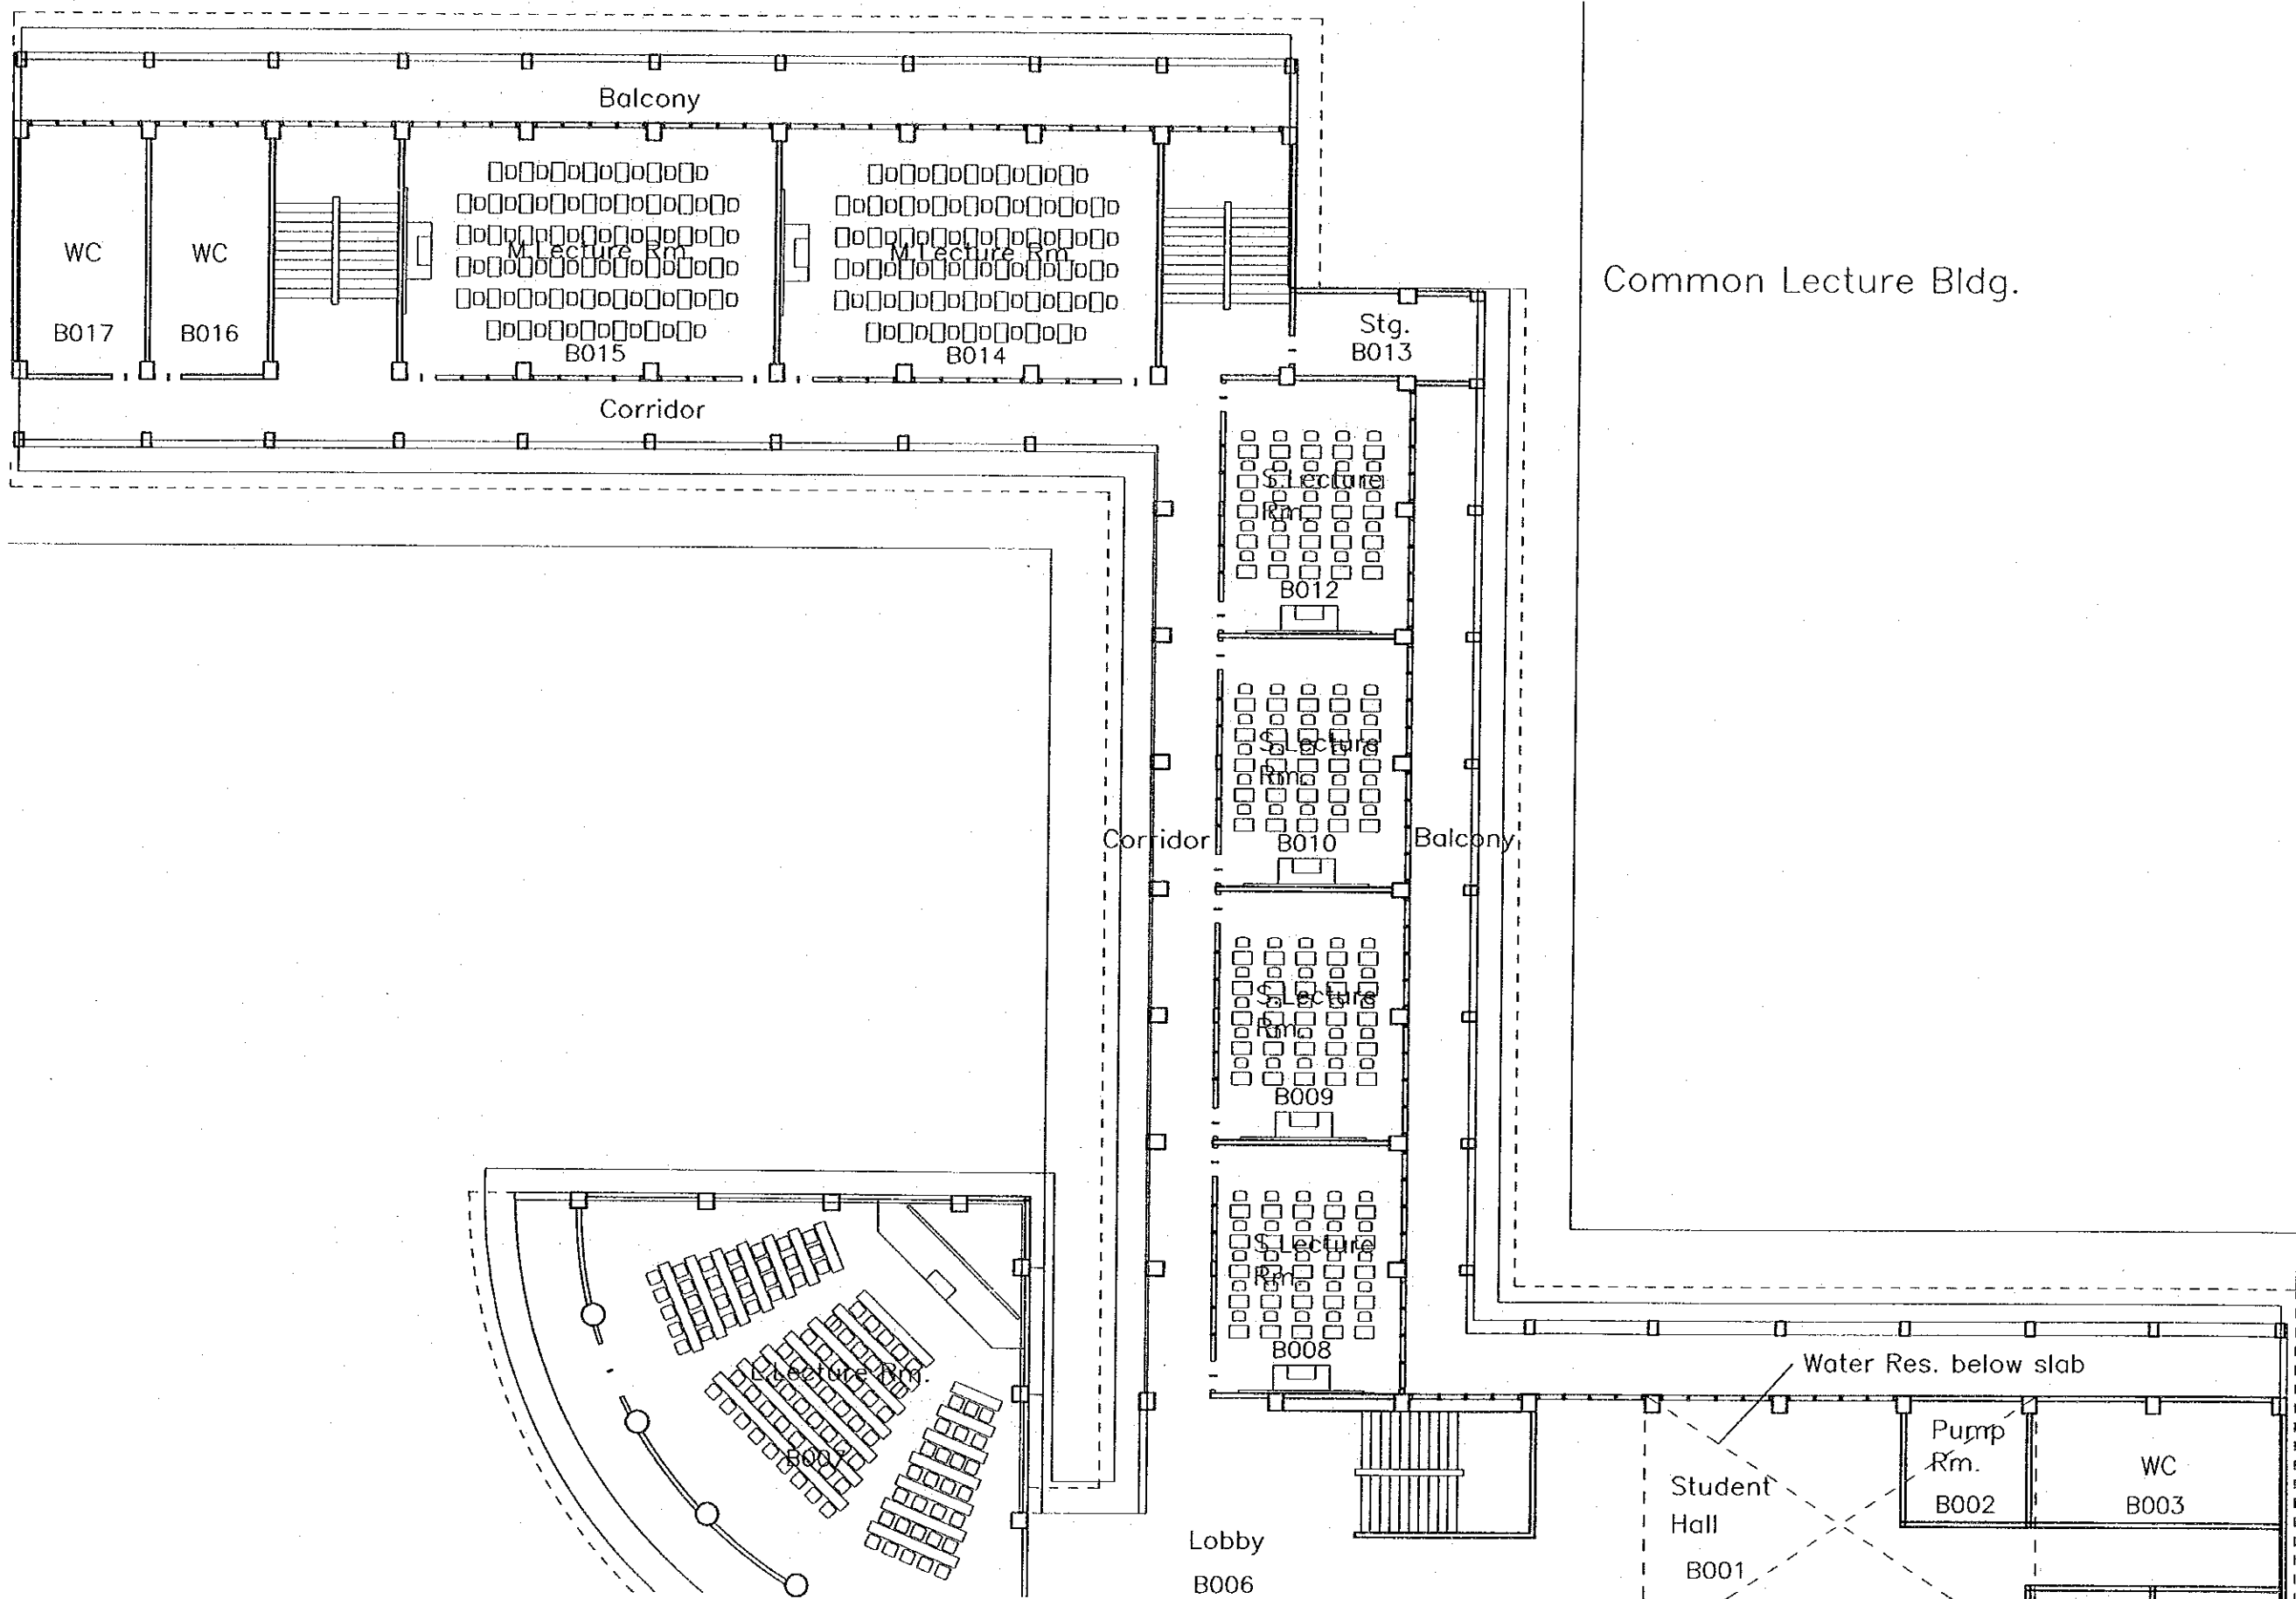 Balcony
WC
WC
M.Lecture Rm.
M.Lecture Rm.
B017
B016
B015
B014
Corridor
Common Lecture Bldg.
Stg.
B013
S.Lecture
Rm.
B012
S.Lecture
Rm.
Corridor
B010
Balcony
S.Lecture
Rm.
B009
S.Lecture
Rm.
B008
L.Lecture Rm.
B007
Lobby
B006
Water Res. below slab
Pump
Rm.
B002
WC
B003
Student
Hall
B001